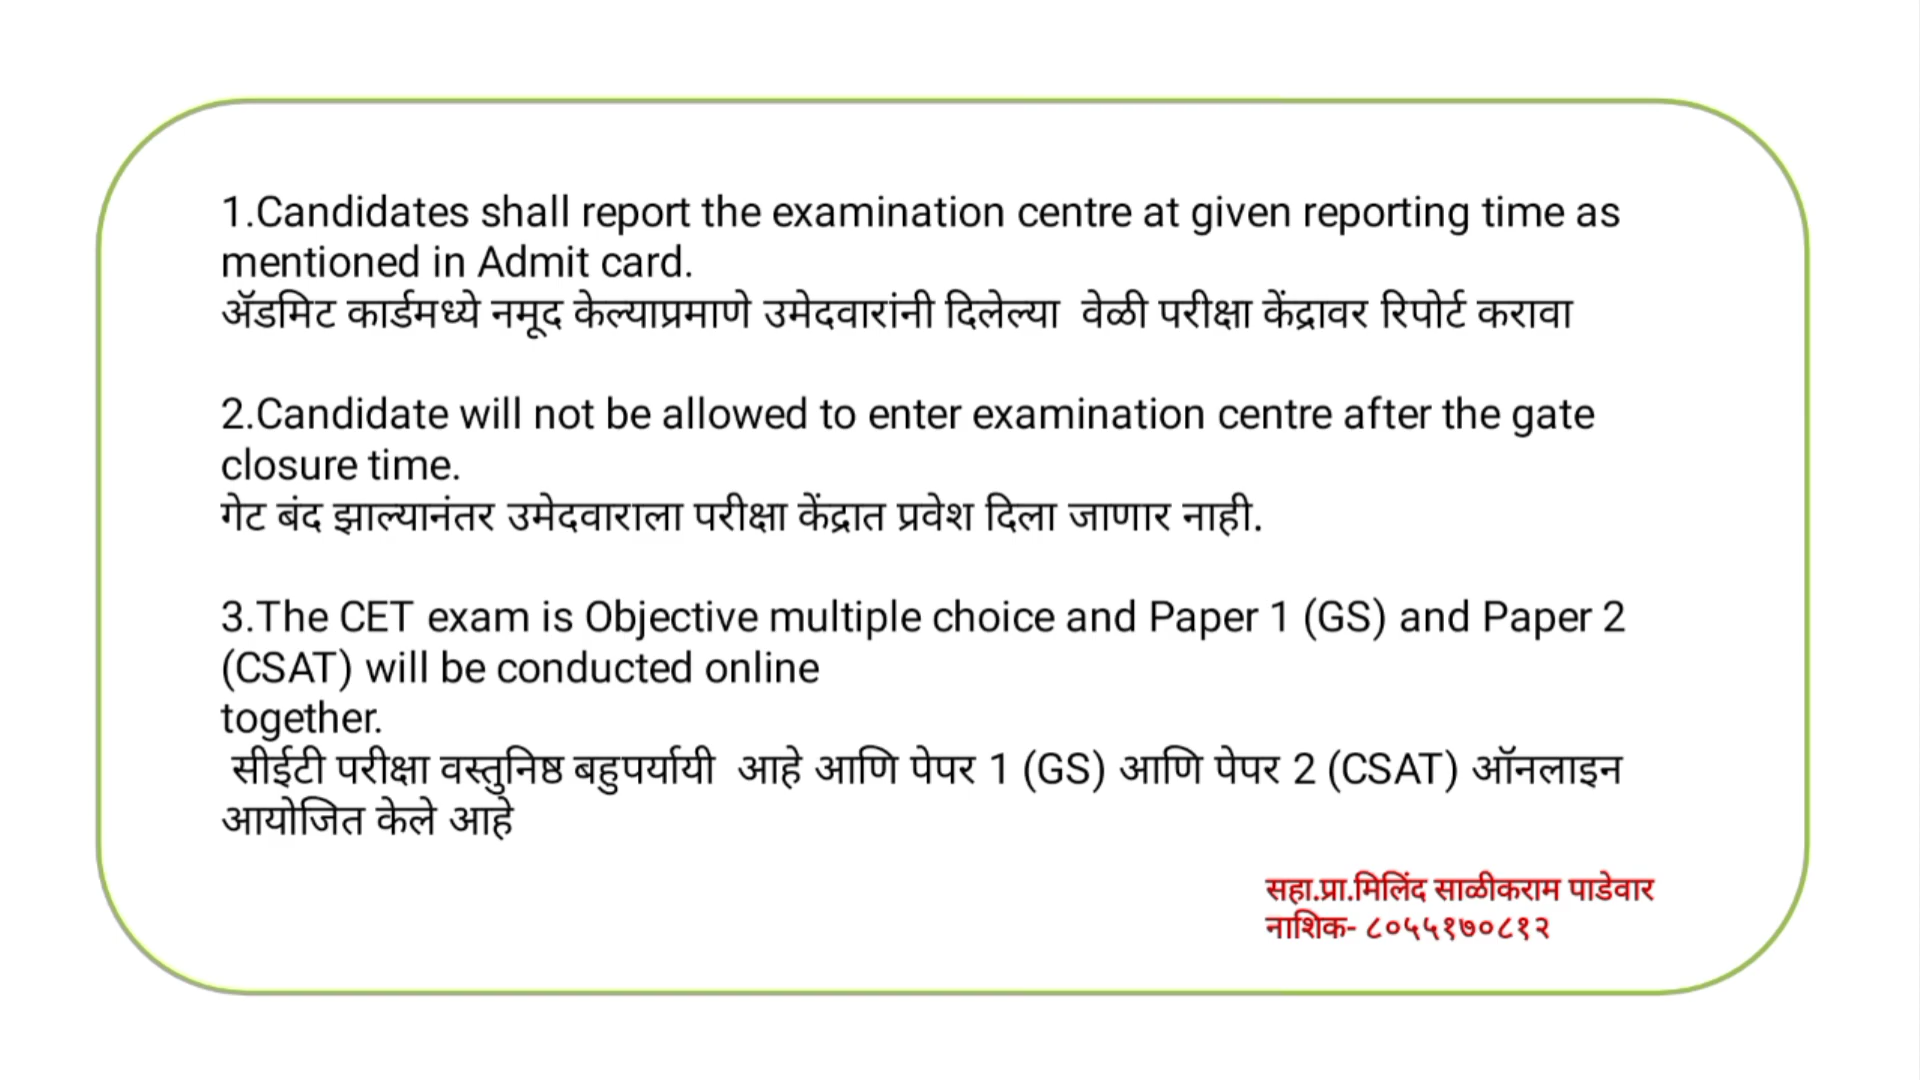 1.Candidates shall report the examination centre at given reporting time as
mentioned in Admit card.
ॲडमिट कार्डमध्ये नमूद केल्याप्रमाणे उमेदवारांनी दिलेल्या  वेळी परीक्षा केंद्रावर रिपोर्ट करावा
2.Candidate will not be allowed to enter examination centre after the gate
closure time.
गेट बंद झाल्यानंतर उमेदवाराला परीक्षा केंद्रात प्रवेश दिला जाणार नाही.
3.The CET exam is Objective multiple choice and Paper 1 (GS) and Paper 2
(CSAT) will be conducted online
together.
सीईटी परीक्षा वस्तुनिष्ठ बहुपर्यायी  आहे आणि पेपर 1 (GS) आणि पेपर 2 (CSAT) ऑनलाइन
आयोजित केले आहे
सहा.प्रा.मिलिंद साळीकराम पाडेवार
नाशिक- ८०५५१७०८१२